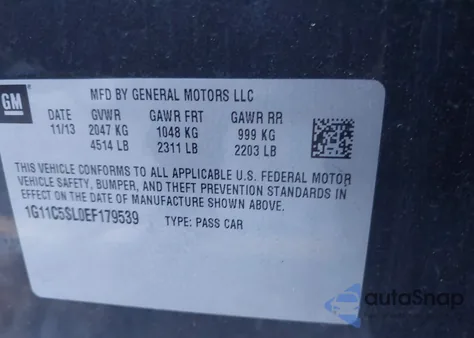 GM
MFD BY GENERAL MOTORS LLC
DATE GVWR GAWR FRT GAWR RR
11/13 2047 KG 1048 KG 999 KG
4514 LB 2311 LB 2203 LB
THIS VEHICLE CONFORMS TO ALL APPLICABLE U.S. FEDERAL MOTOR
VEHICLE SAFETY, BUMPER, AND THEFT PREVENTION STANDARDS IN
EFFECT ON THE DATE OF MANUFACTURE SHOWN ABOVE.
1G11C5SL0EF179539 TYPE: PASS CAR
autoSnap